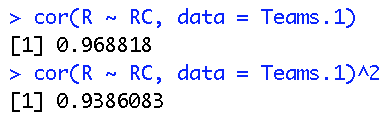 > cor(R ~ RC, data = Teams.1)
[1] 0.968818
> cor(R ~ RC, data = Teams.1)^2
[1] 0.9386083